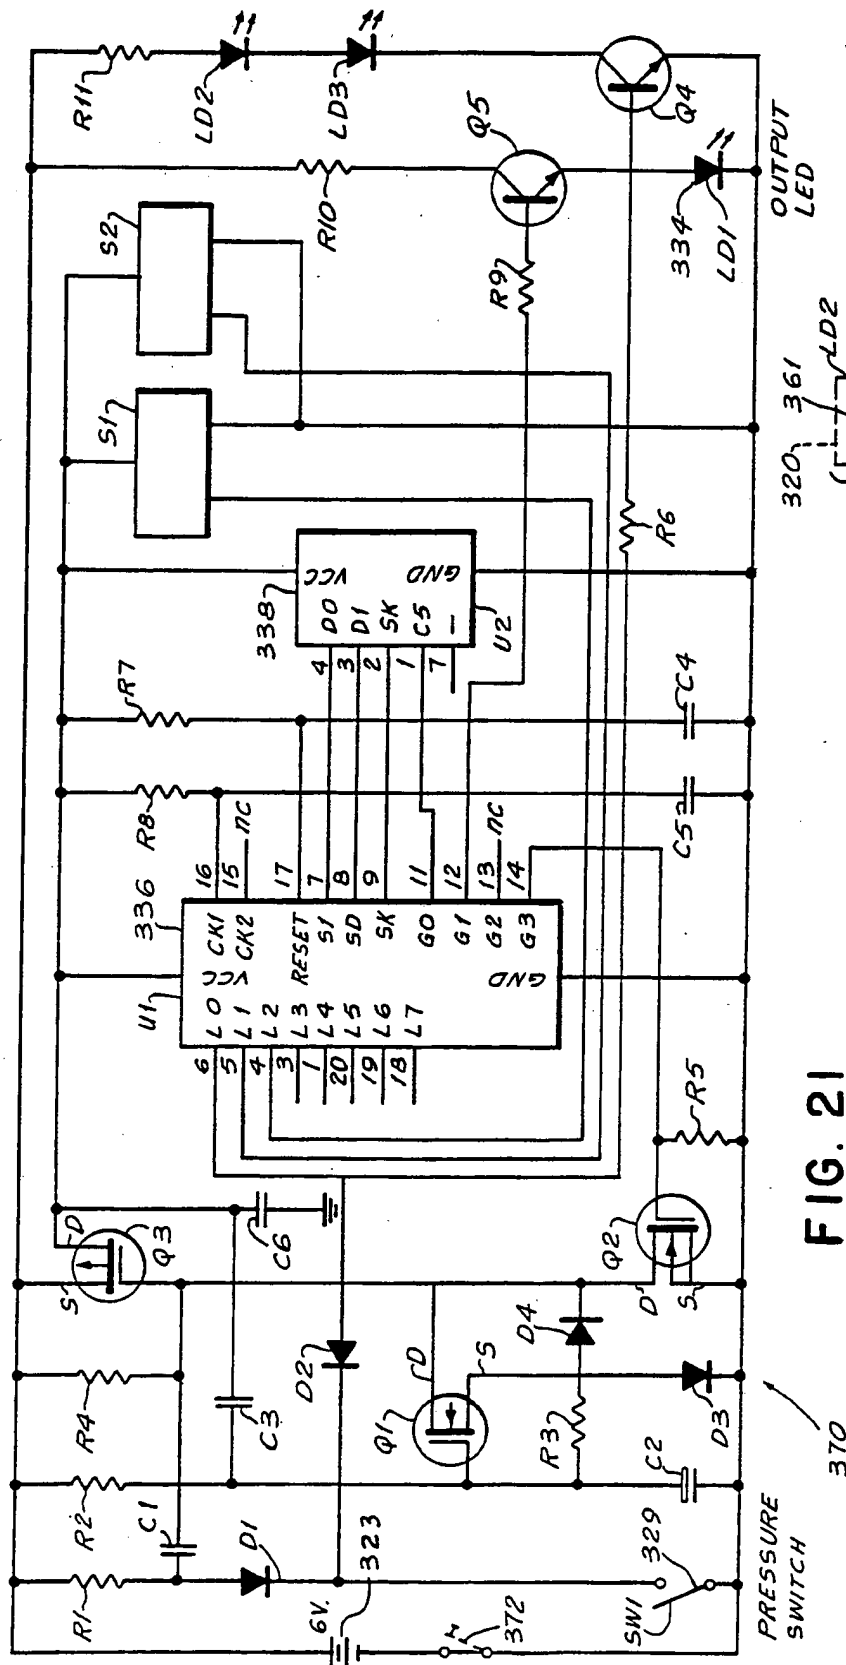 R11
LD2
LD3
Q4
Q5
R10
334
LD1
OUTPUT
LED
S2
S1
R9
R6
320
361
LD2
338
VCC
GND
D0
D1
SK
C5
—
4
3
2
1
7
U2
R7
R8
C4
C5
nc
nc
16
15
17
7
8
9
11
12
13
14
336
U1
CK1
CK2
VCC
RESET
S1
SD
SK
G0
G1
G2
G3
GND
L0
L1
L2
L3
L4
L5
L6
L7
6
5
4
3
1
20
19
18
S
D
Q3
C6
R4
C3
D2
Q1
D
S
D4
R3
D3
Q2
D
S
R5
R2
C1
C2
R1
D1
6V.
323
372
SW1
329
PRESSURE
SWITCH
370
FIG. 21